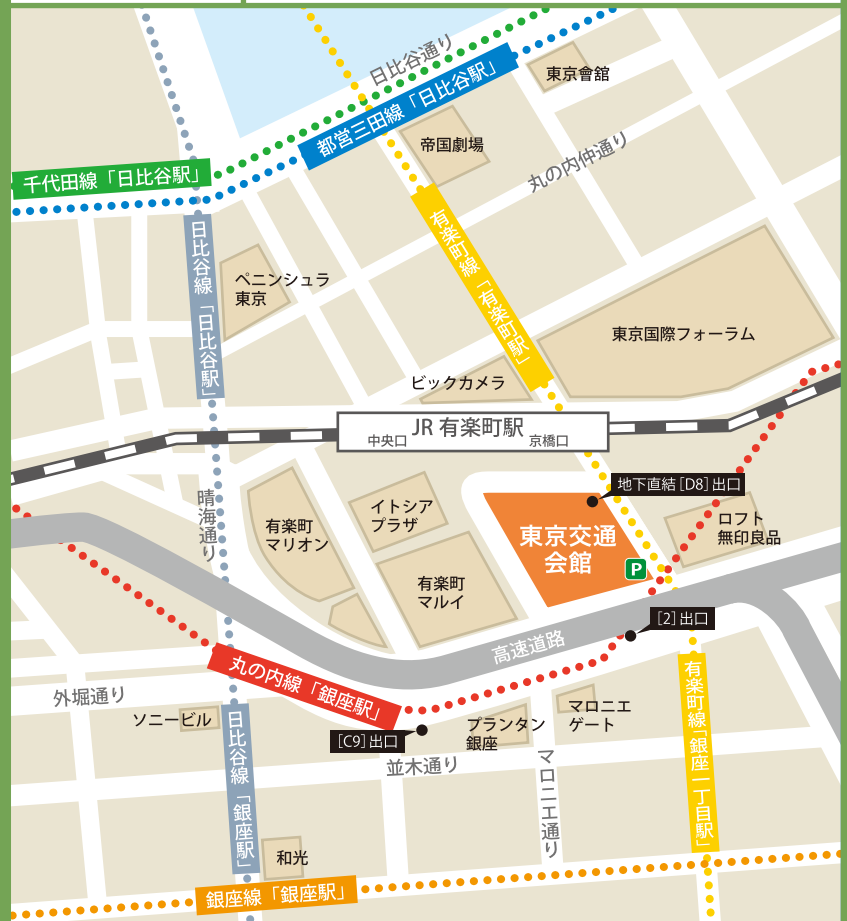 日比谷通り
東京會館
都営三田線「日比谷駅」
帝国劇場
丸の内仲通り
千代田線「日比谷駅」
日比谷線「日比谷駅」
有楽町線「有楽町駅」
ペニンシュラ
東京
東京国際フォーラム
ビックカメラ
JR 有楽町駅
中央口
京橋口
地下直結[D8]出口
晴海通り
有楽町
マリオン
イトシア
プラザ
東京交通
会館
P
ロフト
無印良品
有楽町
マルイ
[2]出口
高速道路
丸の内線「銀座駅」
有楽町線「銀座一丁目駅」
外堀通り
ソニービル
日比谷線「銀座駅」
[C9]出口
プランタン
銀座
マロニエ
ゲート
並木通り
マロニエ通り
和光
銀座線「銀座駅」